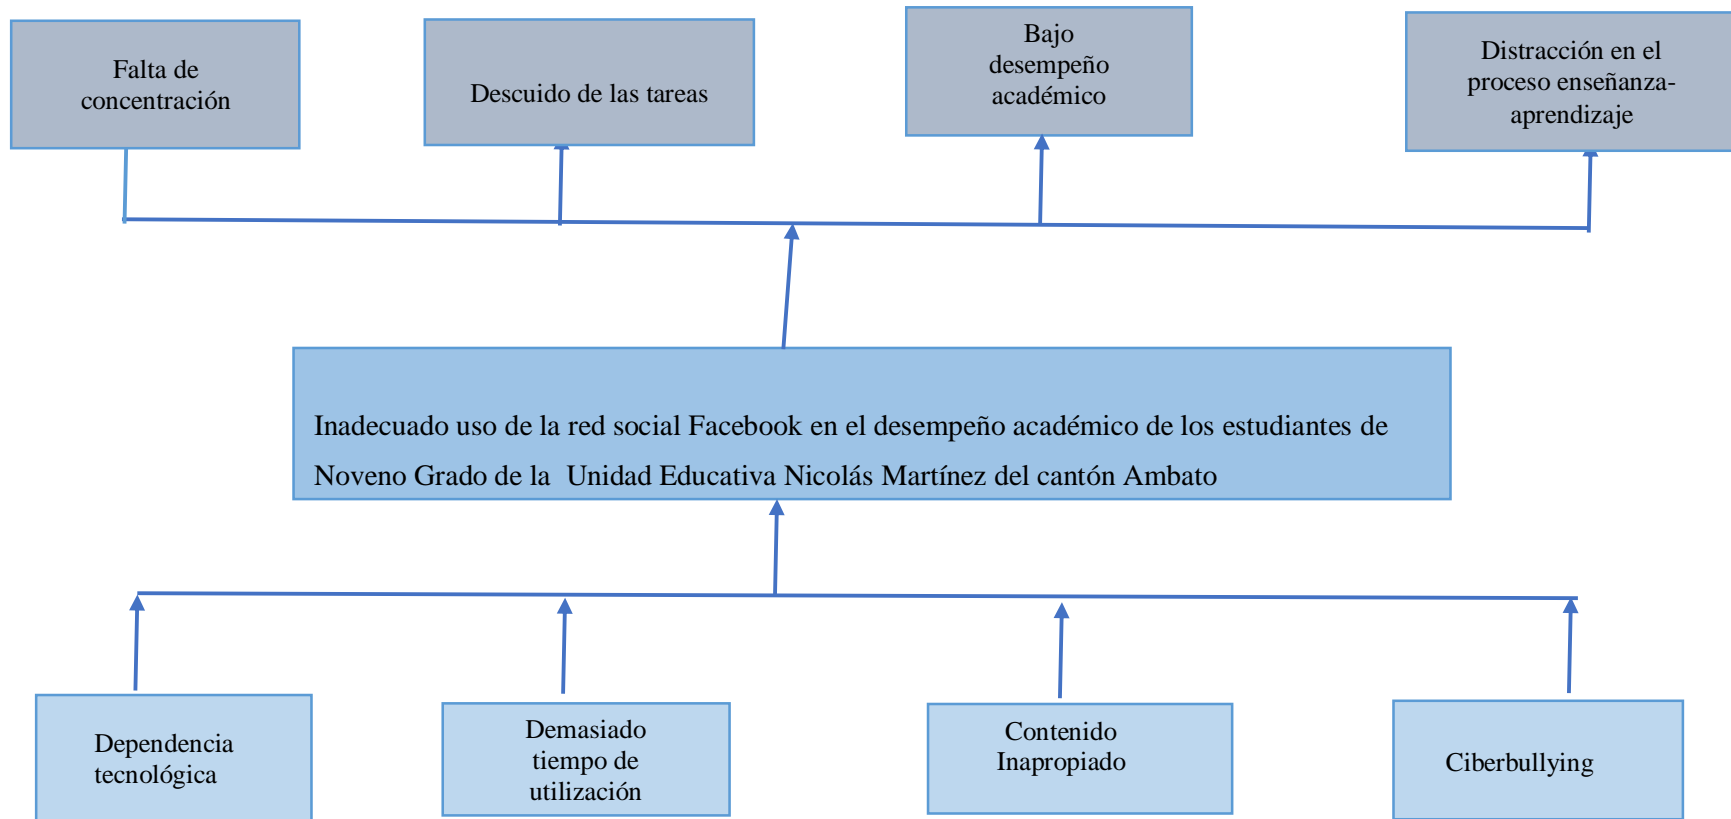 Falta de
concentración
Descuido de las tareas
Bajo
desempeño
académico
Distracción en el
proceso enseñanza-
aprendizaje
Inadecuado uso de la red social Facebook en el desempeño académico de los estudiantes de
Noveno Grado de la  Unidad Educativa Nicolás Martínez del cantón Ambato
Dependencia
tecnológica
Demasiado
tiempo de
utilización
Contenido
Inapropiado
Ciberbullying